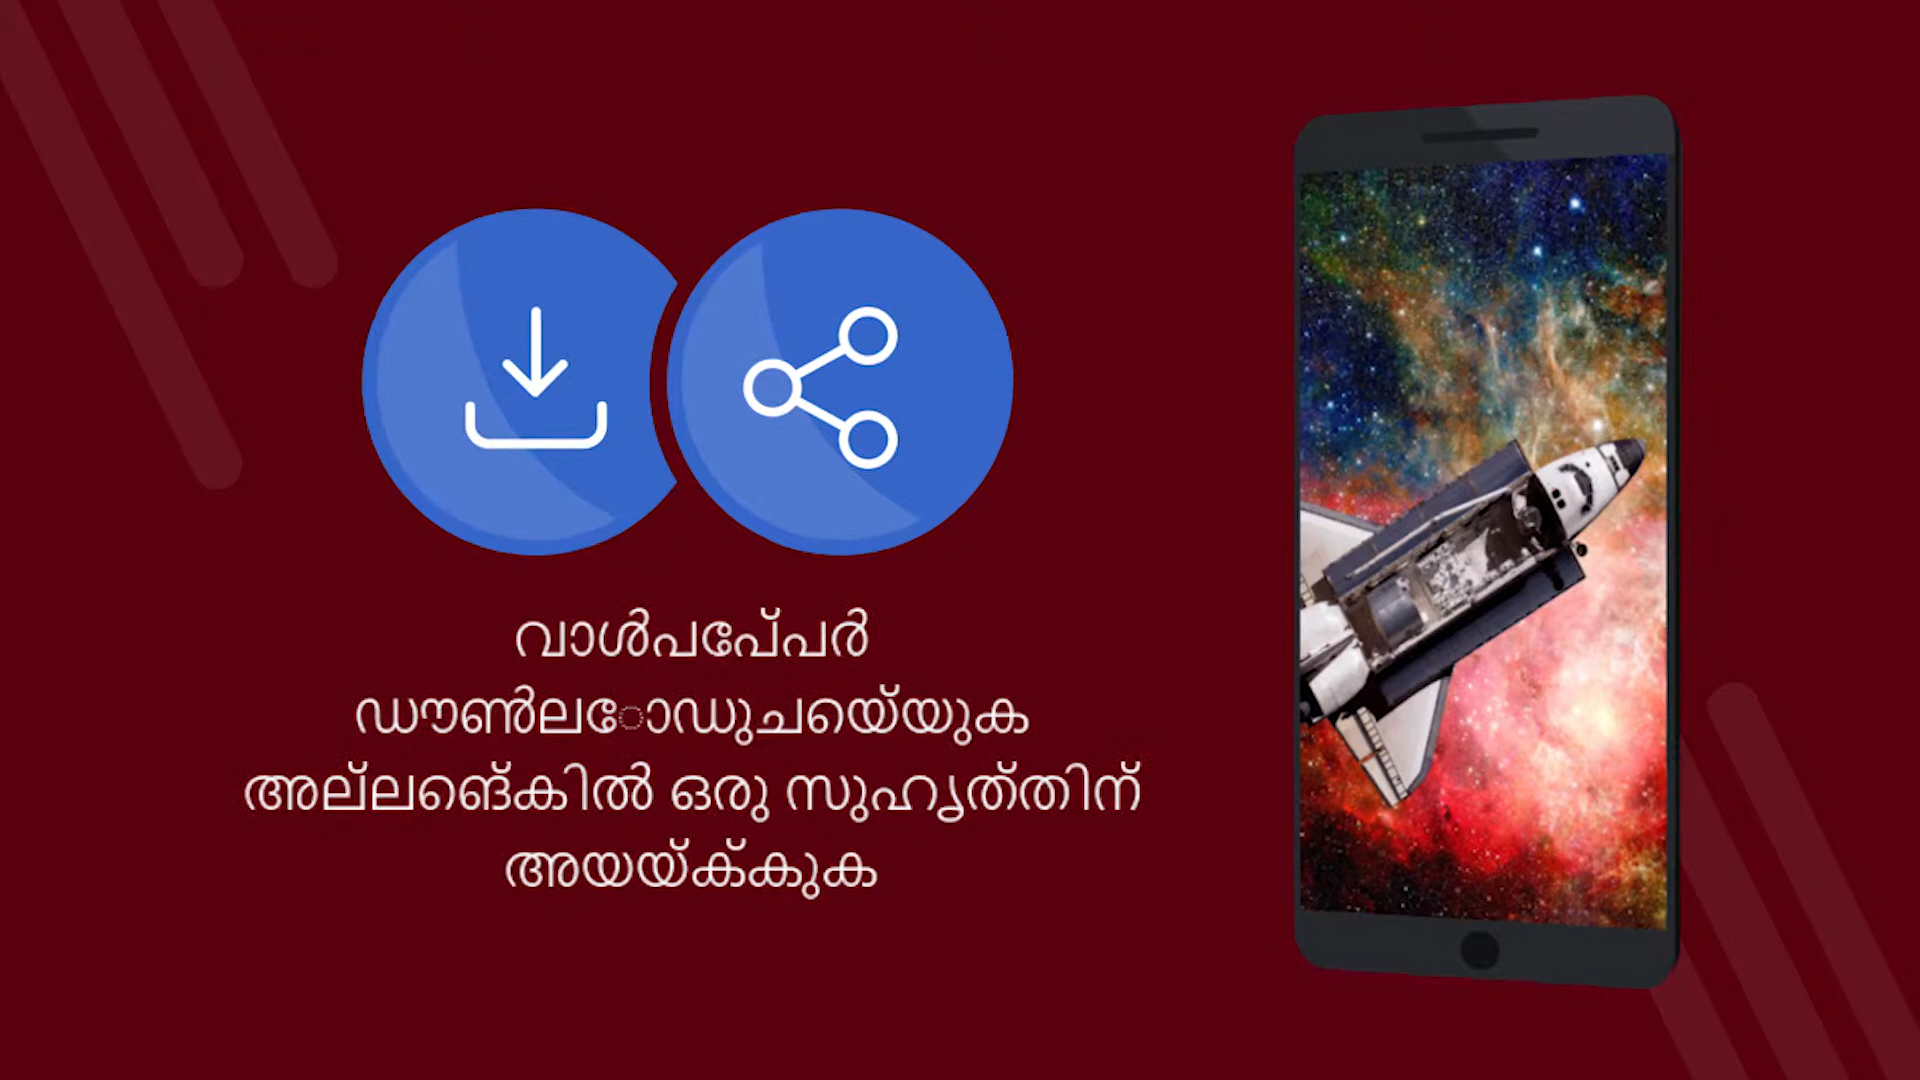 വാൾപേപ്പർ
ഡൗൺലോഡുചെയ്യുക
അല്ലെങ്കിൽ ഒരു സുഹൃത്തിന്
അയയ്ക്കുക